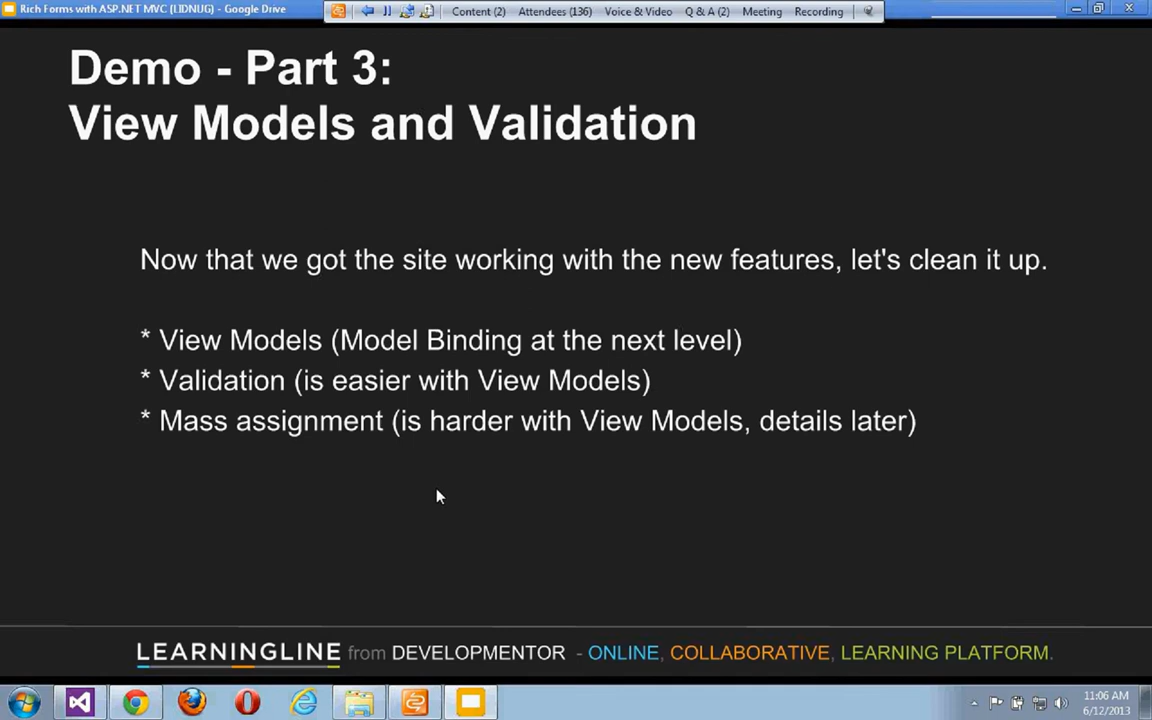 Rich Forms with ASP.NET MVC (LIDNUG) - Google Drive
Content (2) Attendees (136) Voice & Video Q & A (2) Meeting Recording
Demo - Part 3:
View Models and Validation
Now that we got the site working with the new features, let's clean it up.
* View Models (Model Binding at the next level)
* Validation (is easier with View Models)
* Mass assignment (is harder with View Models, details later)
LEARNINGLINE from DEVELOPMENTOR - ONLINE, COLLABORATIVE, LEARNING PLATFORM.
11:06 AM
6/12/2013